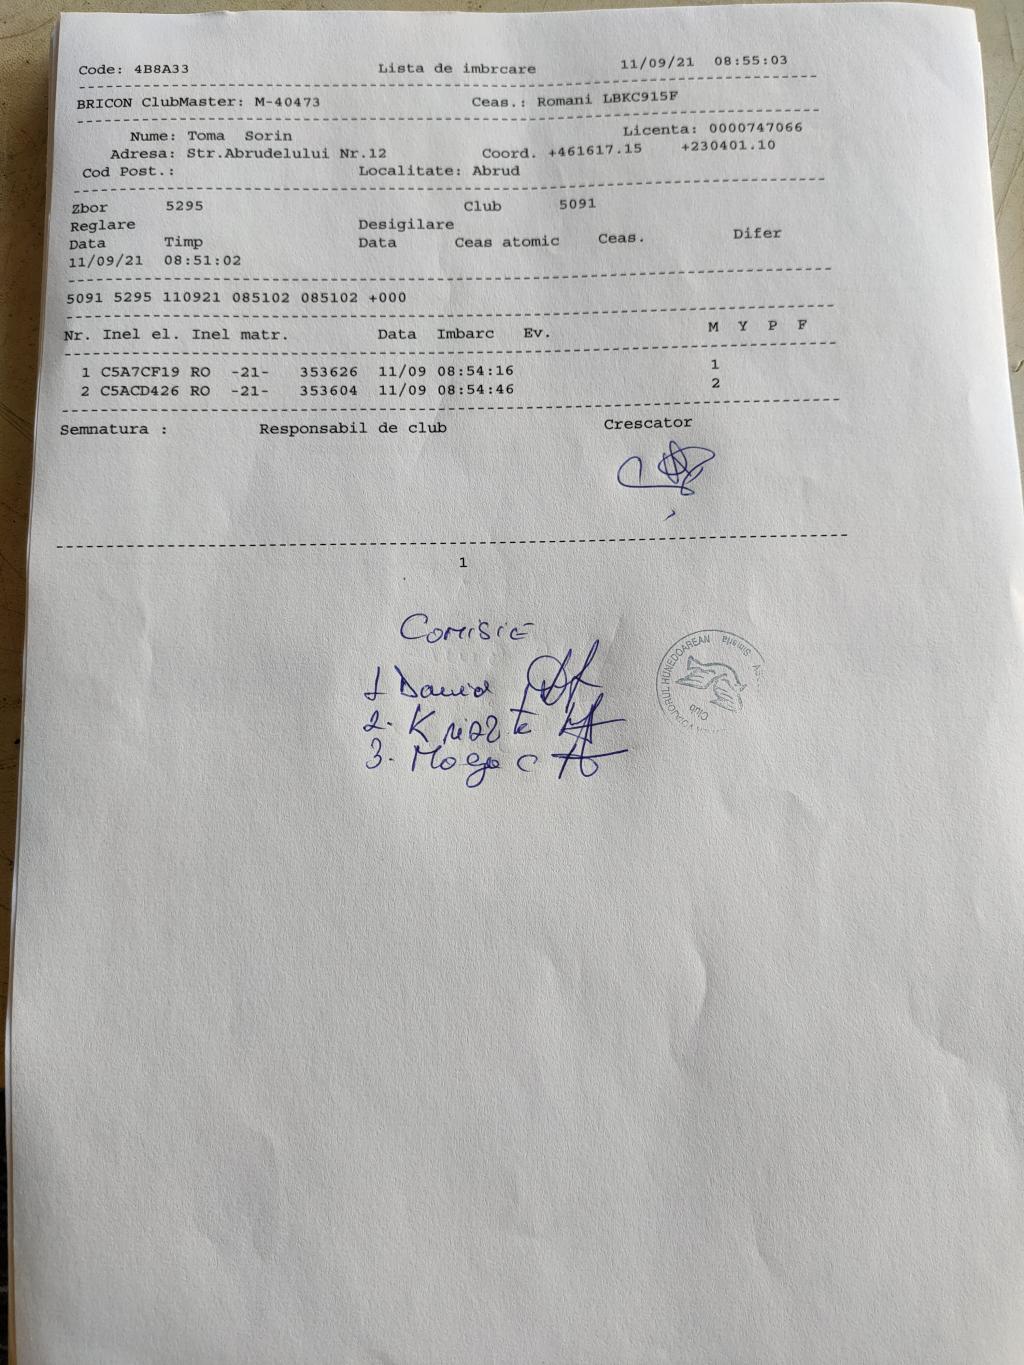 Code: 4B8A33 Lista de imbrcare 11/09/21 08:55:03
BRICON ClubMaster: M-40473 Ceas.: Romani LBKC915F
Nume: Toma Sorin Licenta: 0000747066
Adresa: Str.Abrudelului Nr.12 Coord. +461617.15 +230401.10
Cod Post.: Localitate: Abrud
Zbor 5295 Club 5091
Reglare Desigilare
Data Timp Data Ceas atomic Ceas. Difer
11/09/21 08:51:02
5091 5295 110921 085102 085102 +000
Nr. Inel el. Inel matr. Data Imbarc Ev. M Y P F
1 C5A7CF19 RO -21- 353626 11/09 08:54:16 1
2 C5ACD426 RO -21- 353604 11/09 08:54:46 2
Semnatura : Responsabil de club Crescator
1
Comisie
1 David
2.
3. Mogo
HUNEDOAREAN
Club